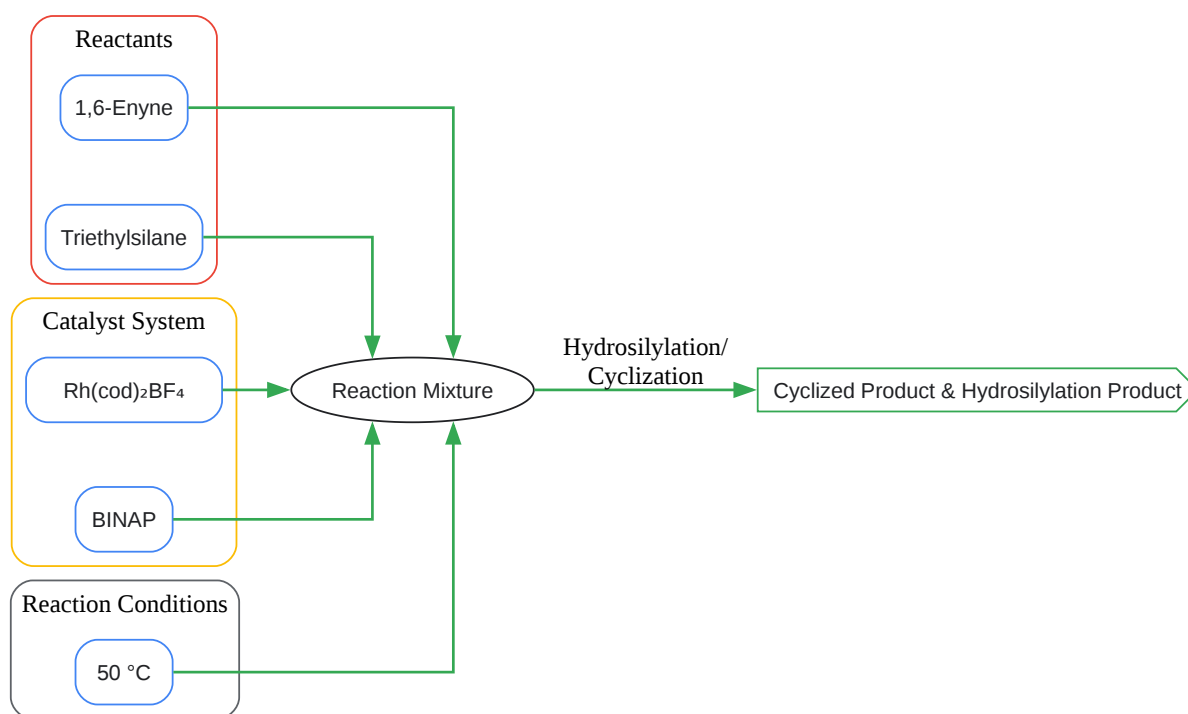 Reactants
1,6-Enyne
Triethylsilane
Catalyst System
Rh(cod)₂BF₄
BINAP
Reaction Conditions
50 °C
Reaction Mixture
Hydrosilylation/
Cyclization
Cyclized Product & Hydrosilylation Product